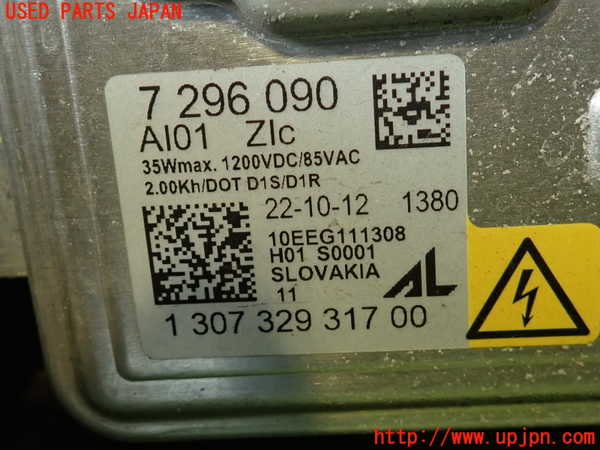 USED PARTS JAPAN
7 296 090
AI01 ZIc
35Wmax. 1200VDC/85VAC
2.00Kh/DOT D1S/D1R
22-10-12 1380
10EEG111308
H01 S0001
SLOVAKIA
11 AL
1 307 329 317 00
http://www.upjpn.com/